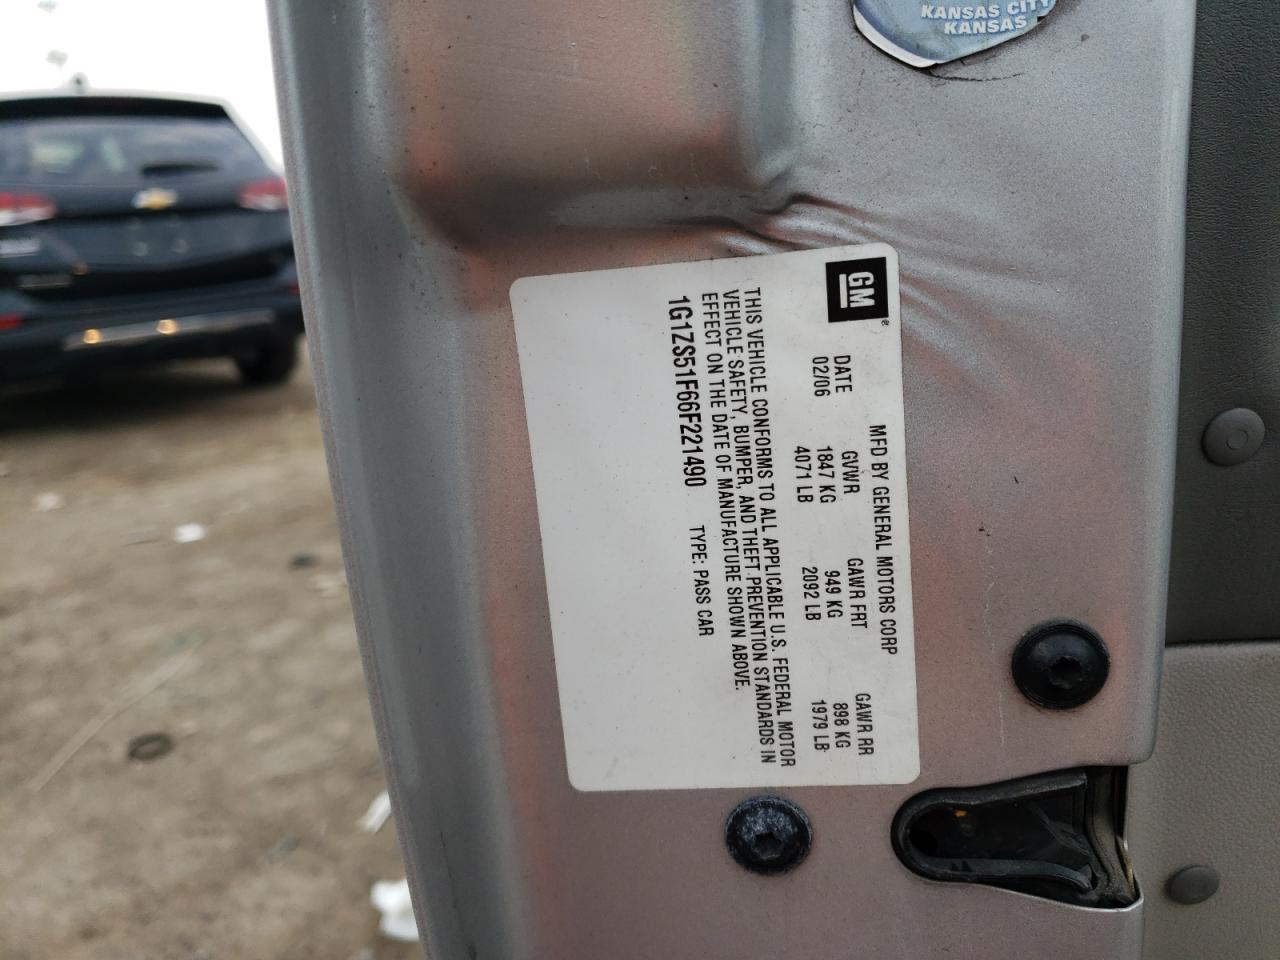 KANSAS CITY
KANSAS
GM
®
MFD BY GENERAL MOTORS CORP
DATE GVWR GAWR FRT GAWR RR
02/06 1847 KG 949 KG 898 KG
4071 LB 2092 LB 1979 LB
THIS VEHICLE CONFORMS TO ALL APPLICABLE U.S. FEDERAL MOTOR
VEHICLE SAFETY, BUMPER, AND THEFT PREVENTION STANDARDS IN
EFFECT ON THE DATE OF MANUFACTURE SHOWN ABOVE.
1G1ZS51F66F221490 TYPE: PASS CAR